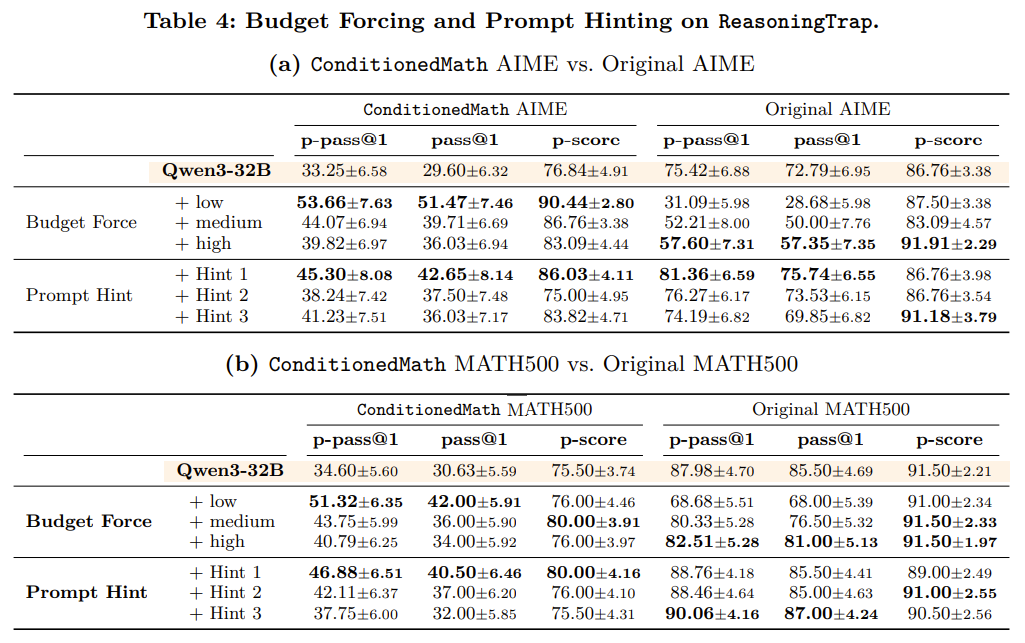 Table 4: Budget Forcing and Prompt Hinting on ReasoningTrap.
(a) ConditionedMath AIME vs. Original AIME
ConditionedMath AIME Original AIME
p-pass@1 pass@1 p-score p-pass@1 pass@1 p-score
Qwen3-32B 33.25±6.58 29.60±6.32 76.84±4.91 75.42±6.88 72.79±6.95 86.76±3.38
+ low 53.66±7.63 51.47±7.46 90.44±2.80 31.09±5.98 28.68±5.98 87.50±3.38
Budget Force + medium 44.07±6.94 39.71±6.69 86.76±3.38 52.21±8.00 50.00±7.76 83.09±4.57
+ high 39.82±6.97 36.03±6.94 83.09±4.44 57.60±7.31 57.35±7.35 91.91±2.29
+ Hint 1 45.30±8.08 42.65±8.14 86.03±4.11 81.36±6.59 75.74±6.55 86.76±3.98
Prompt Hint + Hint 2 38.24±7.42 37.50±7.48 75.00±4.95 76.27±6.17 73.53±6.15 86.76±3.54
+ Hint 3 41.23±7.51 36.03±7.17 83.82±4.71 74.19±6.82 69.85±6.82 91.18±3.79
(b) ConditionedMath MATH500 vs. Original MATH500
ConditionedMath MATH500 Original MATH500
p-pass@1 pass@1 p-score p-pass@1 pass@1 p-score
Qwen3-32B 34.60±5.60 30.63±5.59 75.50±3.74 87.98±4.70 85.50±4.69 91.50±2.21
+ low 51.32±6.35 42.00±5.91 76.00±4.46 68.68±5.51 68.00±5.39 91.00±2.34
Budget Force + medium 43.75±5.99 36.00±5.90 80.00±3.91 80.33±5.28 76.50±5.32 91.50±2.33
+ high 40.79±6.25 34.00±5.92 76.00±3.97 82.51±5.28 81.00±5.13 91.50±1.97
+ Hint 1 46.88±6.51 40.50±6.46 80.00±4.16 88.76±4.18 85.50±4.41 89.00±2.49
Prompt Hint + Hint 2 42.11±6.37 37.00±6.20 76.00±4.10 88.46±4.64 85.00±4.63 91.00±2.55
+ Hint 3 37.75±6.00 32.00±5.85 75.50±4.31 90.06±4.16 87.00±4.24 90.50±2.56